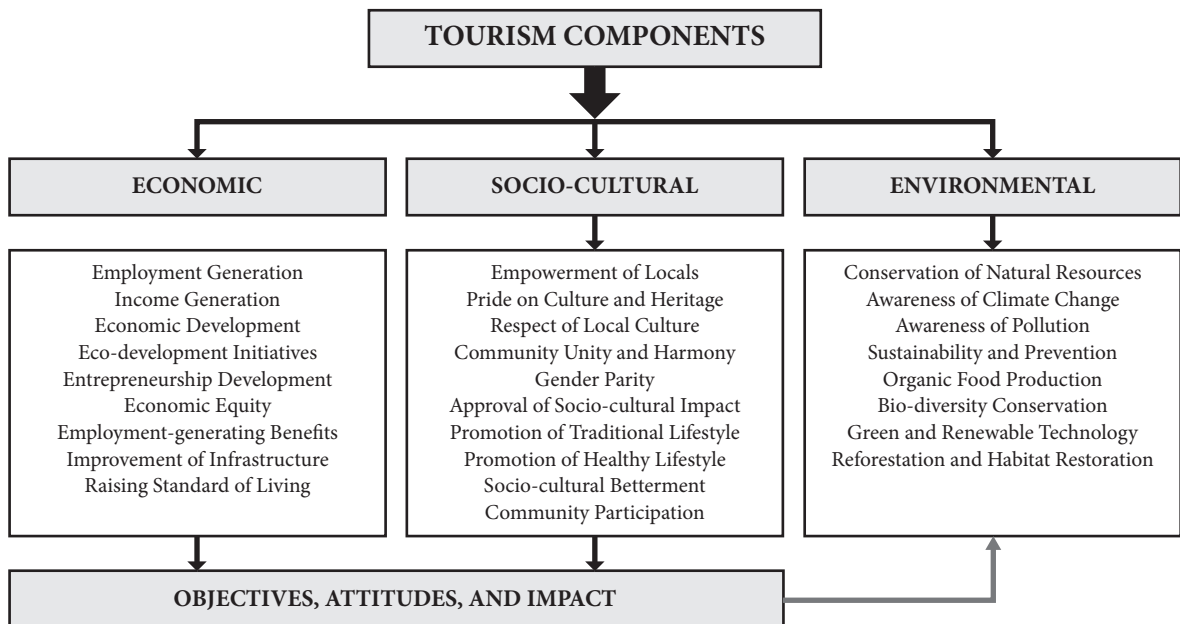 TOURISM COMPONENTS
ECONOMIC
SOCIO-CULTURAL
ENVIRONMENTAL
Employment Generation
Income Generation
Economic Development
Eco-development Initiatives
Entrepreneurship Development
Economic Equity
Employment-generating Benefits
Improvement of Infrastructure
Raising Standard of Living
Empowerment of Locals
Pride on Culture and Heritage
Respect of Local Culture
Community Unity and Harmony
Gender Parity
Approval of Socio-cultural Impact
Promotion of Traditional Lifestyle
Promotion of Healthy Lifestyle
Socio-cultural Betterment
Community Participation
Conservation of Natural Resources
Awareness of Climate Change
Awareness of Pollution
Sustainability and Prevention
Organic Food Production
Bio-diversity Conservation
Green and Renewable Technology
Reforestation and Habitat Restoration
OBJECTIVES, ATTITUDES, AND IMPACT